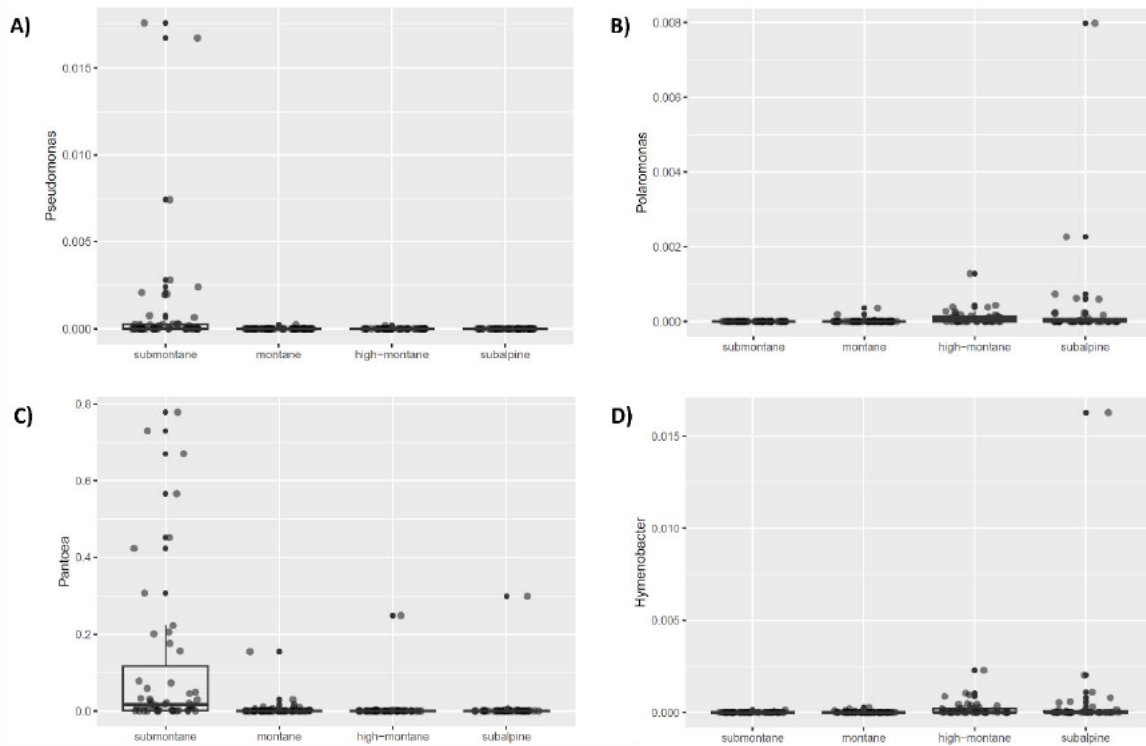 A)
Pseudomonas
0.015
0.010
0.005
0.000
submontane montane high-montane subalpine
B)
Polaromonas
0.008
0.006
0.004
0.002
0.000
submontane montane high-montane subalpine
C)
Pantoea
0.8
0.6
0.4
0.2
0.0
submontane montane high-montane subalpine
D)
Hymenobacter
0.015
0.010
0.005
0.000
submontane montane high-montane subalpine